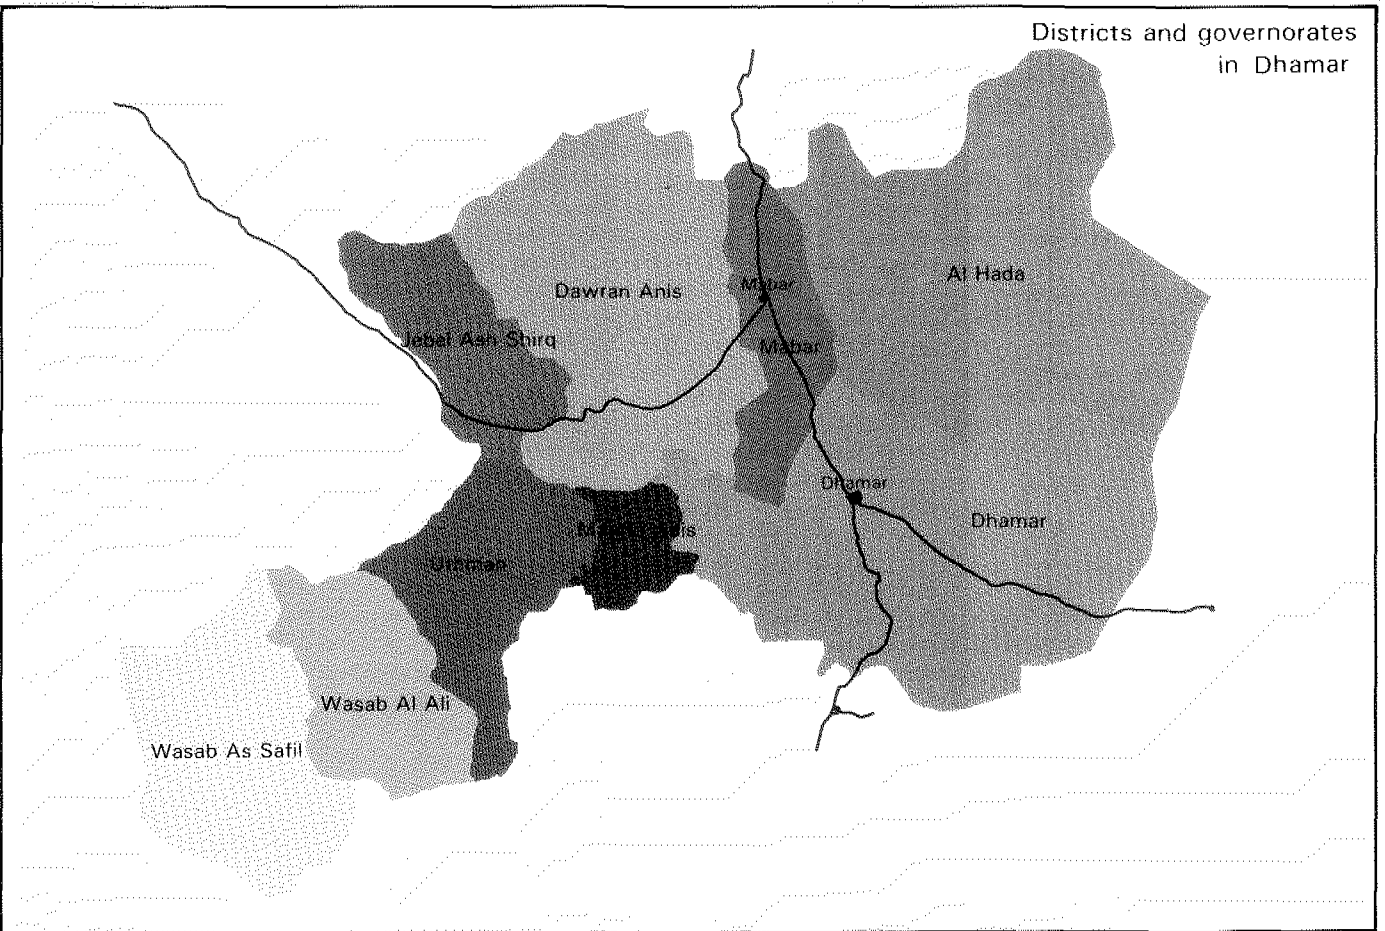 Districts and governorates
in Dhamar
Al Hada
Dawran Anis
Mabar
Jebal Ash Shirq
Mabar
Dhamar
Dhamar
Wasab Al Ali
Wasab As Safil